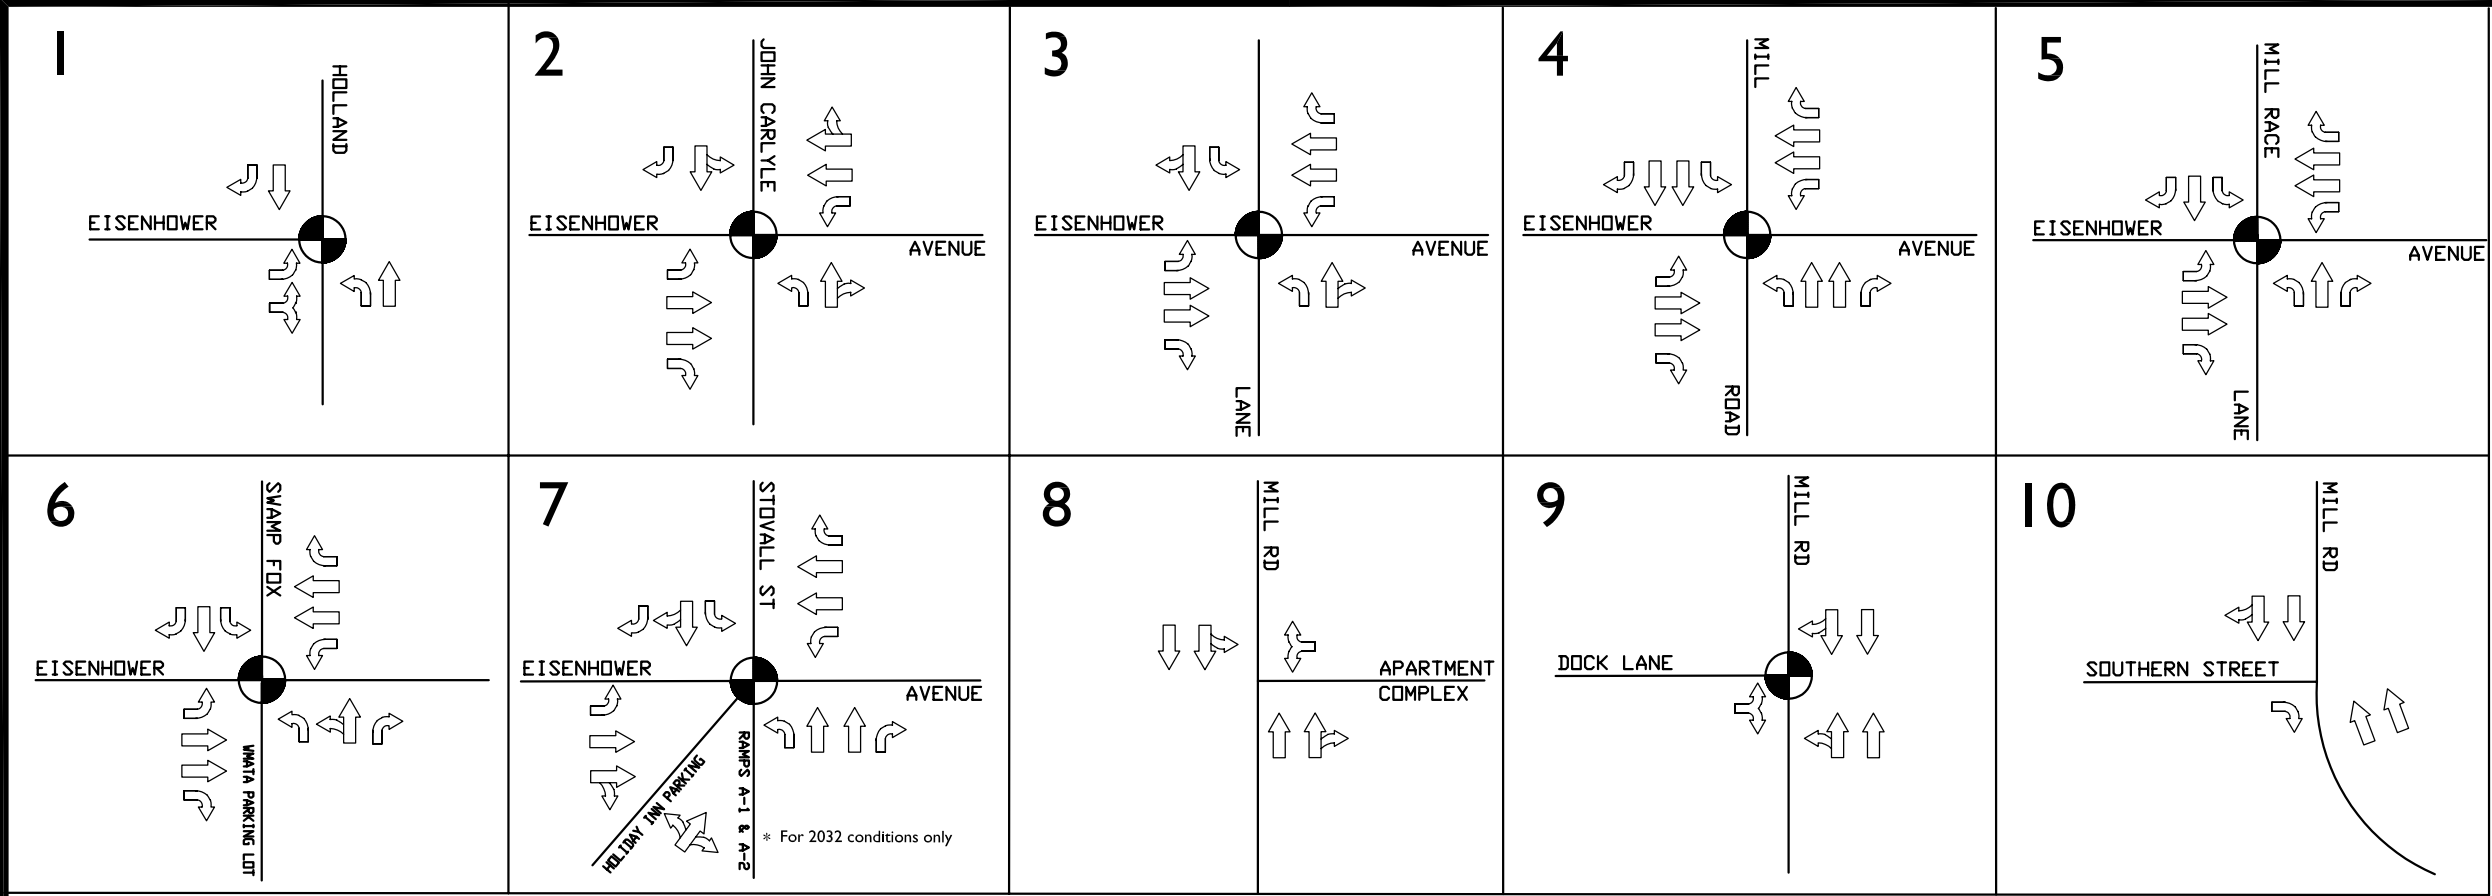 1
HOLLAND
EISENHOWER
2
JOHN CARLYLE
EISENHOWER
AVENUE
3
EISENHOWER
AVENUE
LANE
4
MILL
EISENHOWER
AVENUE
ROAD
5
MILL RACE
EISENHOWER
AVENUE
LANE
6
SWAMP FOX
EISENHOWER
WMATA PARKING LOT
7
STOVALL ST
EISENHOWER
AVENUE
HOLIDAY INN PARKING
RAMPS A-1 & A-2
* For 2032 conditions only
8
MILL RD
APARTMENT
COMPLEX
9
MILL RD
DOCK LANE
10
MILL RD
SOUTHERN STREET